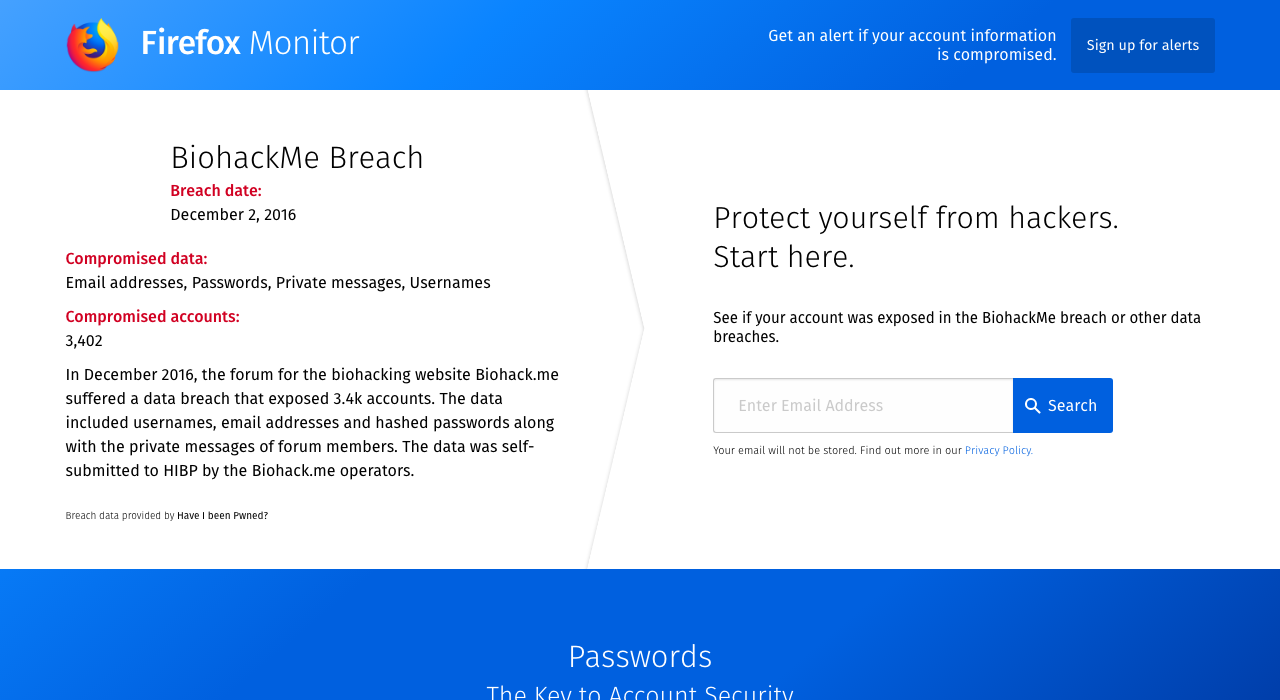 Firefox Monitor
Get an alert if your account information
is compromised.
Sign up for alerts
BiohackMe Breach
Breach date:
December 2, 2016
Compromised data:
Email addresses, Passwords, Private messages, Usernames
Compromised accounts:
3,402
In December 2016, the forum for the biohacking website Biohack.me
suffered a data breach that exposed 3.4k accounts. The data
included usernames, email addresses and hashed passwords along
with the private messages of forum members. The data was self-
submitted to HIBP by the Biohack.me operators.
Breach data provided by Have I been Pwned?
Protect yourself from hackers.
Start here.
See if your account was exposed in the BiohackMe breach or other data
breaches.
Enter Email Address
Search
Your email will not be stored. Find out more in our Privacy Policy.
Passwords
The Key to Account Security